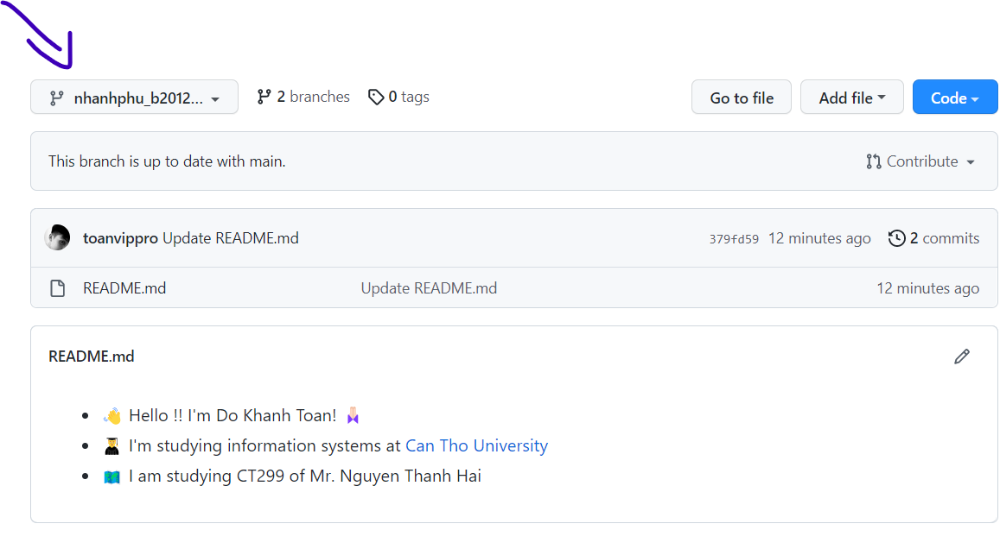 nhanhphu_b2012... 2 branches 0 tags Go to file Add file Code
This branch is up to date with main. Contribute
toanvippro Update README.md 379fd59 12 minutes ago 2 commits
README.md Update README.md 12 minutes ago
README.md
👋 Hello !! I'm Do Khanh Toan! 🙏🏻
👨‍🎓 I'm studying information systems at Can Tho University
🗺️ I am studying CT299 of Mr. Nguyen Thanh Hai